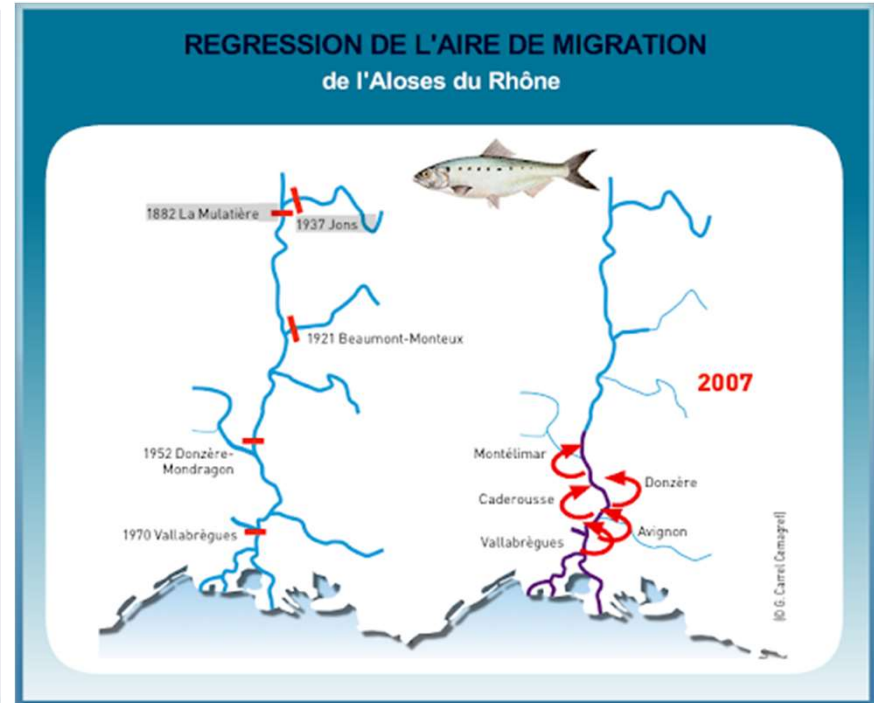 REGRESSION DE L'AIRE DE MIGRATION
de l'Aloses du Rhône
1882 La Mulatière
1937 Jons
1921 Beaumont-Monteux
1952 Donzère-
Mondragon
1970 Vallabrègues
2007
Montélimar
Donzère
Caderousse
Avignon
Vallabrègues
(© G. Carrel Cemagref)